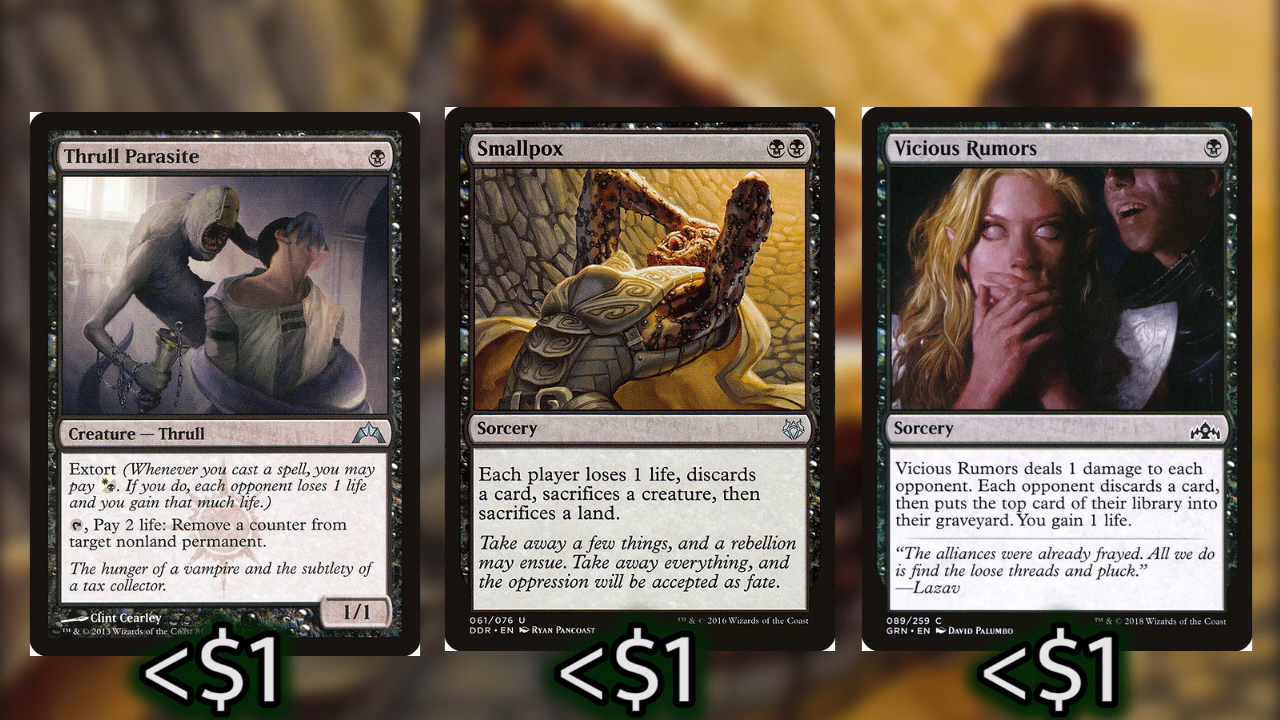 Thrull Parasite
Creature — Thrull
Extort (Whenever you cast a spell, you may
pay . If you do, each opponent loses 1 life
and you gain that much life.)
, Pay 2 life: Remove a counter from
target nonland permanent.
The hunger of a vampire and the subtlety of
a tax collector.
1/1
Clint Cearley
™ & © 2013 Wizards of the Coast
<$1
Smallpox
Sorcery
Each player loses 1 life, discards
a card, sacrifices a creature, then
sacrifices a land.
Take away a few things, and a rebellion
may ensue. Take away everything, and
the oppression will be accepted as fate.
061/076 U
™ & © 2016 Wizards of the Coast
DDR • EN Ryan Pancoast
<$1
Vicious Rumors
Sorcery
Vicious Rumors deals 1 damage to each
opponent. Each opponent discards a card,
then puts the top card of their library into
their graveyard. You gain 1 life.
“The alliances were already frayed. All we do
is find the loose threads and pluck.”
—Lazav
089/259 C
™ & © 2018 Wizards of the Coast
GRN • EN David Palumbo
<$1